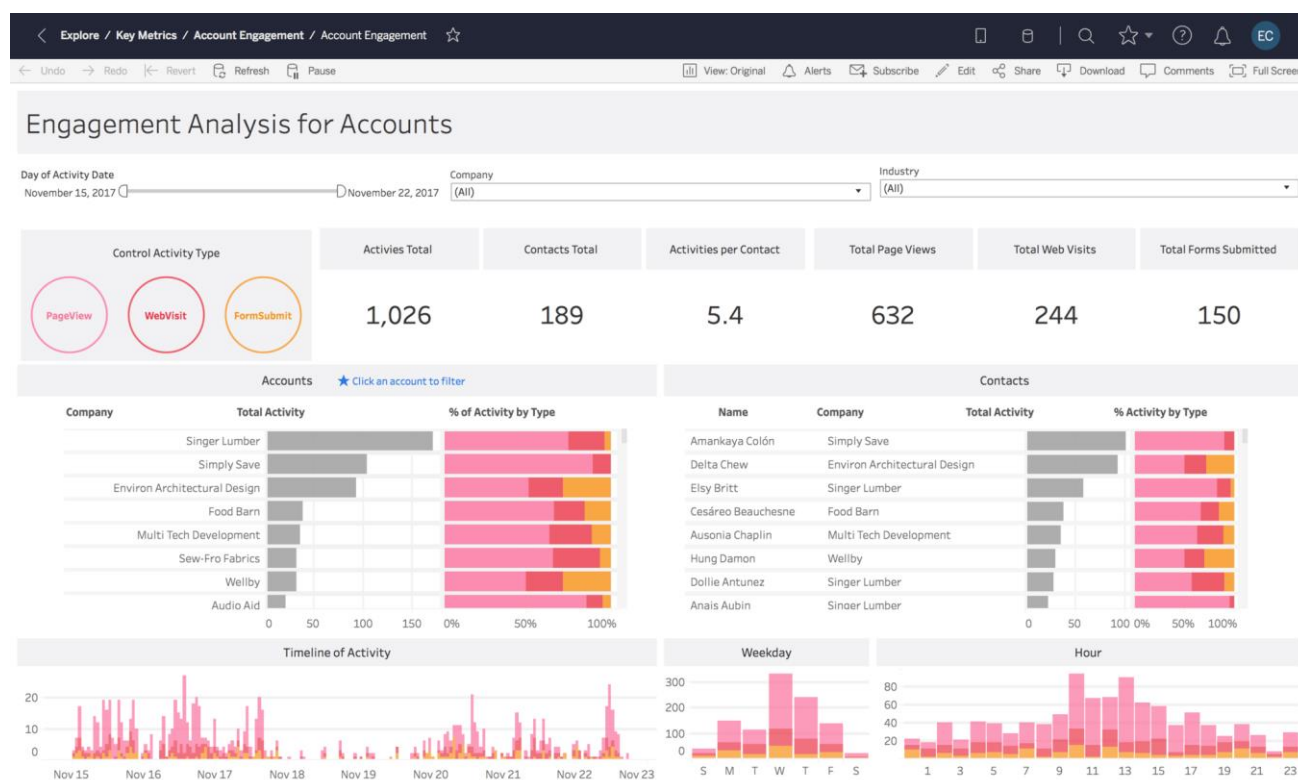 Explore / Key Metrics / Account Engagement / Account Engagement
EC
Undo Redo Revert Refresh Pause View: Original Alerts Subscribe Edit Share Download Comments Full Scree
Engagement Analysis for Accounts
Day of Activity Date Company Industry
November 15, 2017 November 22, 2017 (All) (All)
Control Activity Type Activies Total Contacts Total Activities per Contact Total Page Views Total Web Visits Total Forms Submitted
PageView WebVisit FormSubmit 1,026 189 5.4 632 244 150
Accounts ★ Click an account to filter
Company Total Activity % of Activity by Type
Singer Lumber
Simply Save
Environ Architectural Design
Food Barn
Multi Tech Development
Sew-Fro Fabrics
Wellby
Audio Aid
0 50 100 150 0% 50% 100%
Contacts
Name Company Total Activity % Activity by Type
Amankaya Colón Simply Save
Delta Chew Environ Architectural Design
Elsy Britt Singer Lumber
Cesáreo Beauchesne Food Barn
Ausonia Chaplin Multi Tech Development
Hung Damon Wellby
Dollie Antunez Singer Lumber
Anais Aubin Singer Lumber
0 50 100 0% 50% 100%
Timeline of Activity
20
10
0
Nov 15 Nov 16 Nov 17 Nov 18 Nov 19 Nov 20 Nov 21 Nov 22 Nov 23
Weekday
300
200
100
0
S M T W T F S
Hour
80
60
40
20
1 3 5 7 9 11 13 15 17 19 21 23